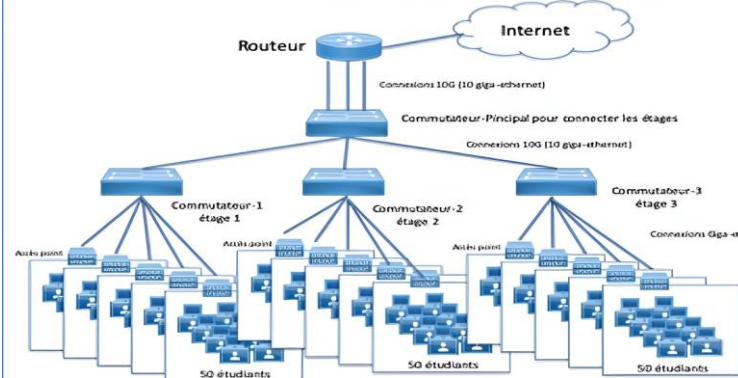 Internet
Routeur
Connexions 10G (10 giga-ethernet)
Commutateur-Pincipal pour connecter les étages
Connexions 10G (10 giga-ethernet)
Commutateur-1
étage 1
Commutateur-2
étage 2
Commutateur-3
étage 3
Connexions Giga-e
Accès point
Accès point
Accès point
50 étudiants
50 étudiants
50 étudiants